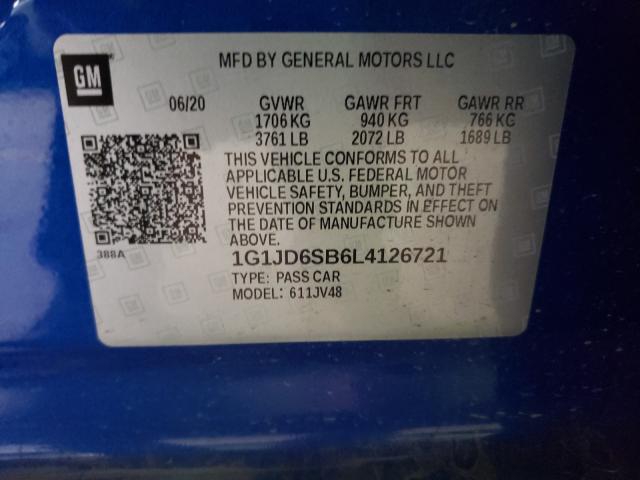 GM
MFD BY GENERAL MOTORS LLC
06/20 GVWR GAWR FRT GAWR RR
1706 KG 940 KG 766 KG
3761 LB 2072 LB 1689 LB
THIS VEHICLE CONFORMS TO ALL
APPLICABLE U.S. FEDERAL MOTOR
VEHICLE SAFETY, BUMPER, AND THEFT
PREVENTION STANDARDS IN EFFECT ON
THE DATE OF MANUFACTURE SHOWN
ABOVE.
388A
1G1JD6SB6L4126721
TYPE: PASS CAR
MODEL: 611JV48